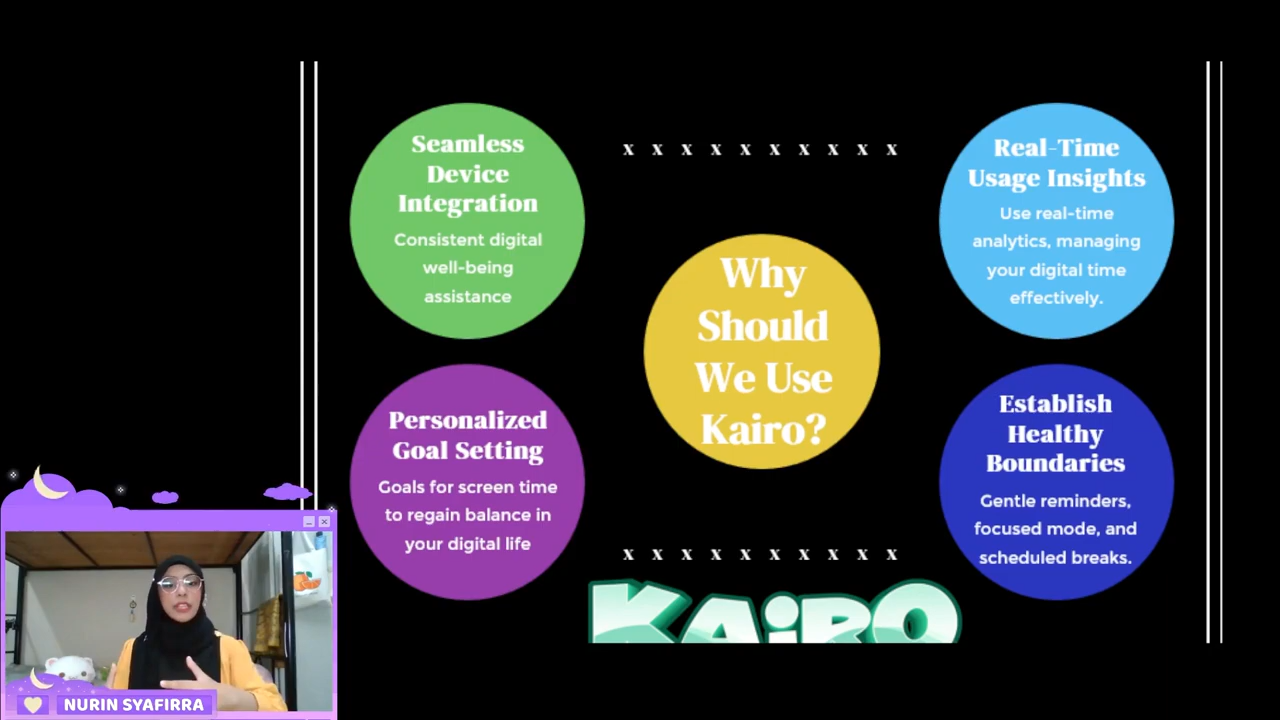 Seamless
Device
Integration
Consistent digital
well-being
assistance
x x x x x x x x x x
Real-Time
Usage Insights
Use real-time
analytics, managing
your digital time
effectively.
Why
Should
We Use
Kairo?
Personalized
Goal Setting
Goals for screen time
to regain balance in
your digital life
Establish
Healthy
Boundaries
Gentle reminders,
focused mode, and
scheduled breaks.
x x x x x x x x x x
KAiRO
NURIN SYAFIRRA